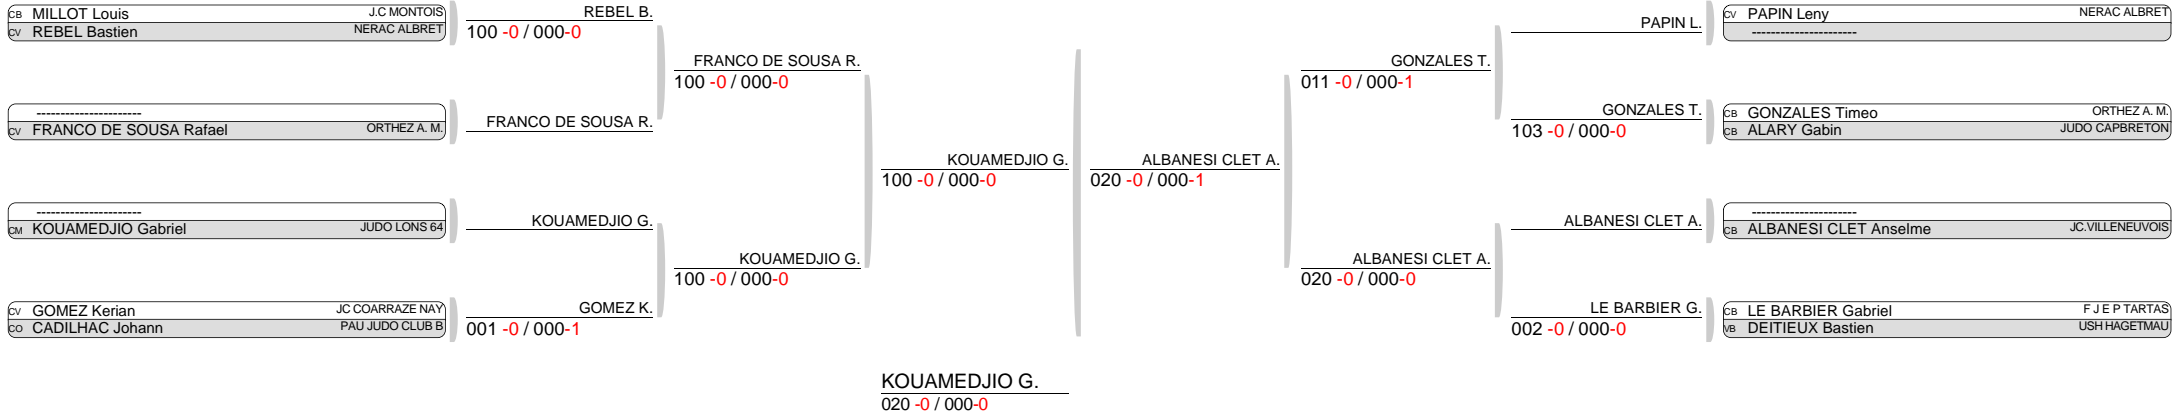 CB MILLOT Louis J.C MONTOIS
CV REBEL Bastien NERAC ALBRET
REBEL B.
100 -0 / 000-0
----------------------
CV FRANCO DE SOUSA Rafael ORTHEZ A. M.
FRANCO DE SOUSA R.
FRANCO DE SOUSA R.
100 -0 / 000-0
----------------------
CM KOUAMEDJIO Gabriel JUDO LONS 64
KOUAMEDJIO G.
CV GOMEZ Kerian JC COARRAZE NAY
CO CADILHAC Johann PAU JUDO CLUB B
GOMEZ K.
001 -0 / 000-1
KOUAMEDJIO G.
100 -0 / 000-0
KOUAMEDJIO G.
100 -0 / 000-0
KOUAMEDJIO G.
020 -0 / 000-0
ALBANESI CLET A.
020 -0 / 000-1
GONZALES T.
011 -0 / 000-1
ALBANESI CLET A.
020 -0 / 000-0
PAPIN L.
CV PAPIN Leny NERAC ALBRET
----------------------
GONZALES T.
103 -0 / 000-0
CB GONZALES Timeo ORTHEZ A. M.
CB ALARY Gabin JUDO CAPBRETON
ALBANESI CLET A.
----------------------
CB ALBANESI CLET Anselme JC.VILLENEUVOIS
LE BARBIER G.
002 -0 / 000-0
CB LE BARBIER Gabriel F J E P TARTAS
VB DEITIEUX Bastien USH HAGETMAU